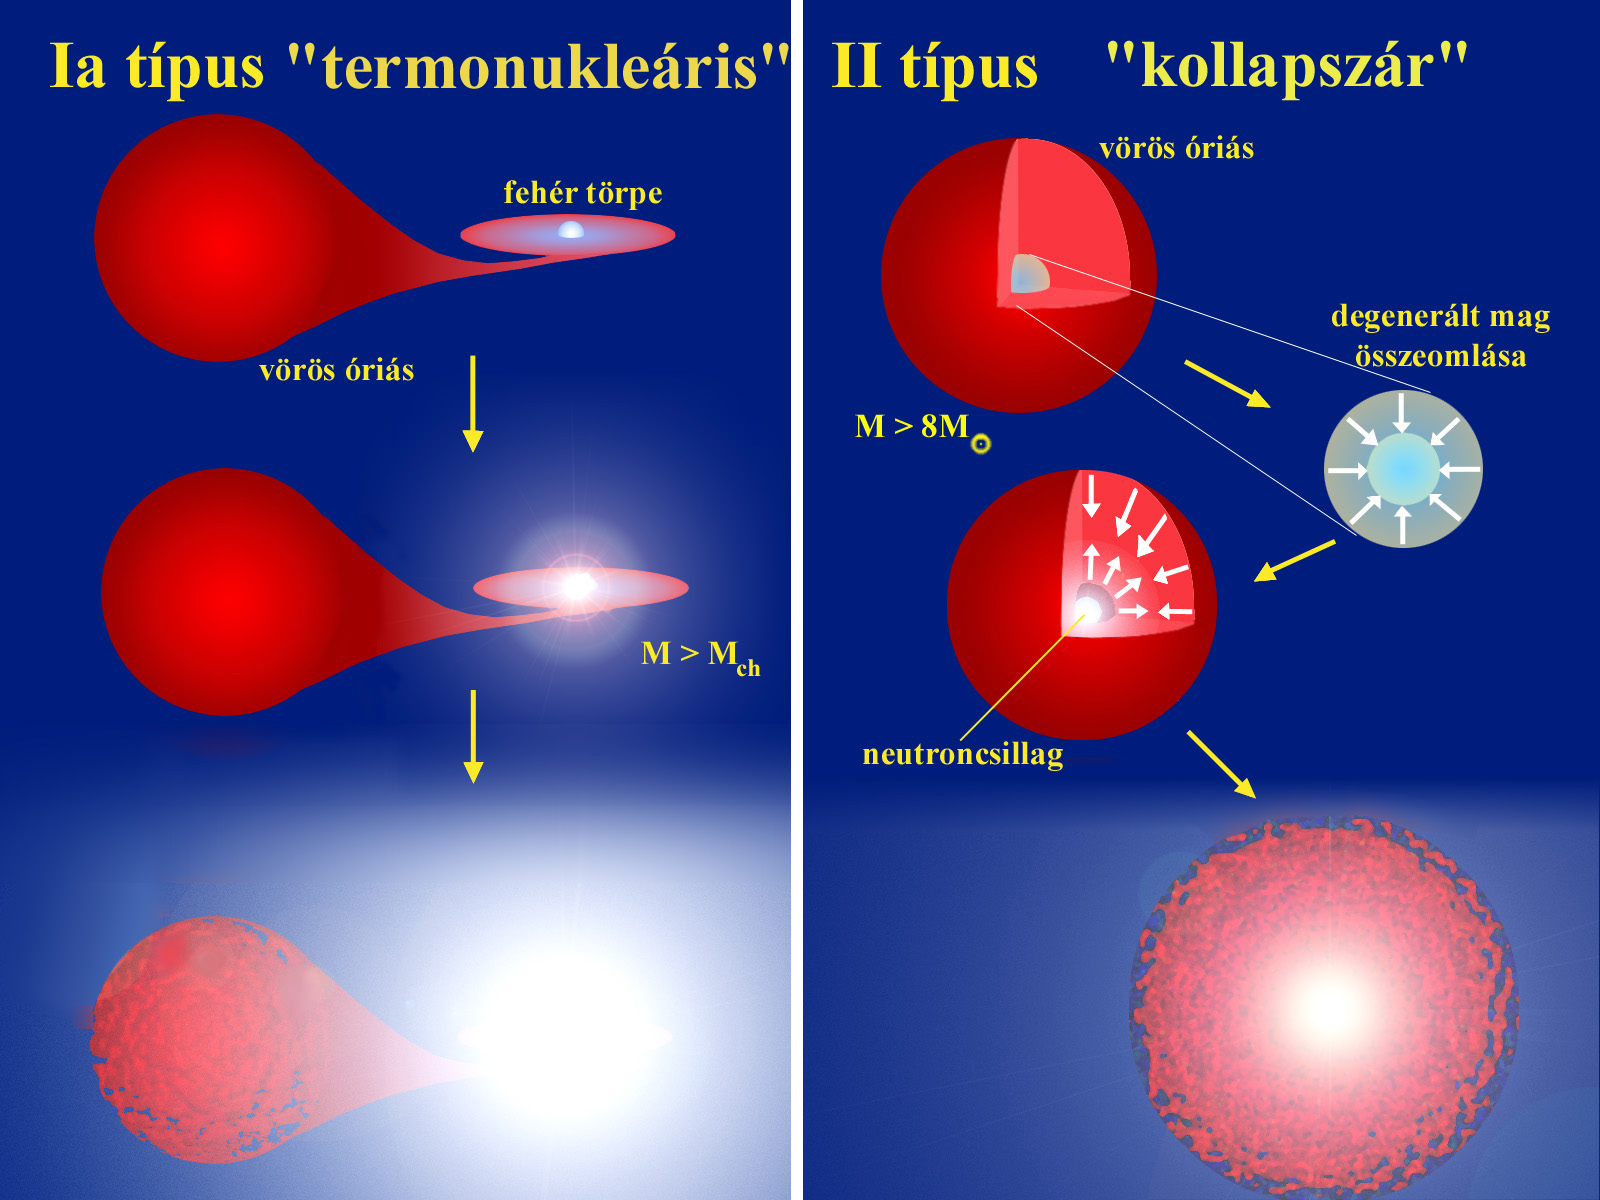 Ia típus "termonukleáris"
fehér törpe
vörös óriás
M > Mch
II típus "kollapszár"
vörös óriás
degenerált mag
összeomlása
M > 8M☉
neutroncsillag